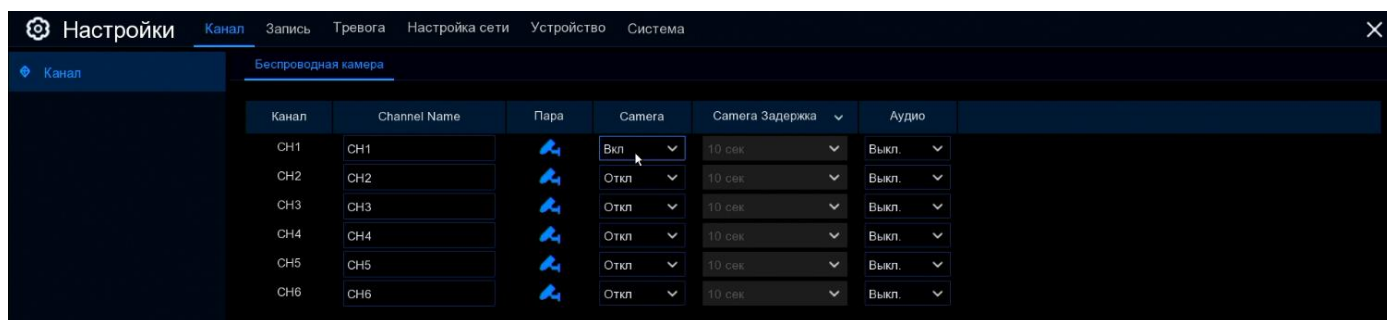 Настройки Канал Запись Тревога Настройка сети Устройство Система
Канал
Беспроводная камера
Канал Channel Name Пара Camera Camera Задержка Аудио
CH1 CH1 Вкл 10 сек Выкл.
CH2 CH2 Откл 10 сек Выкл.
CH3 CH3 Откл 10 сек Выкл.
CH4 CH4 Откл 10 сек Выкл.
CH5 CH5 Откл 10 сек Выкл.
CH6 CH6 Откл 10 сек Выкл.